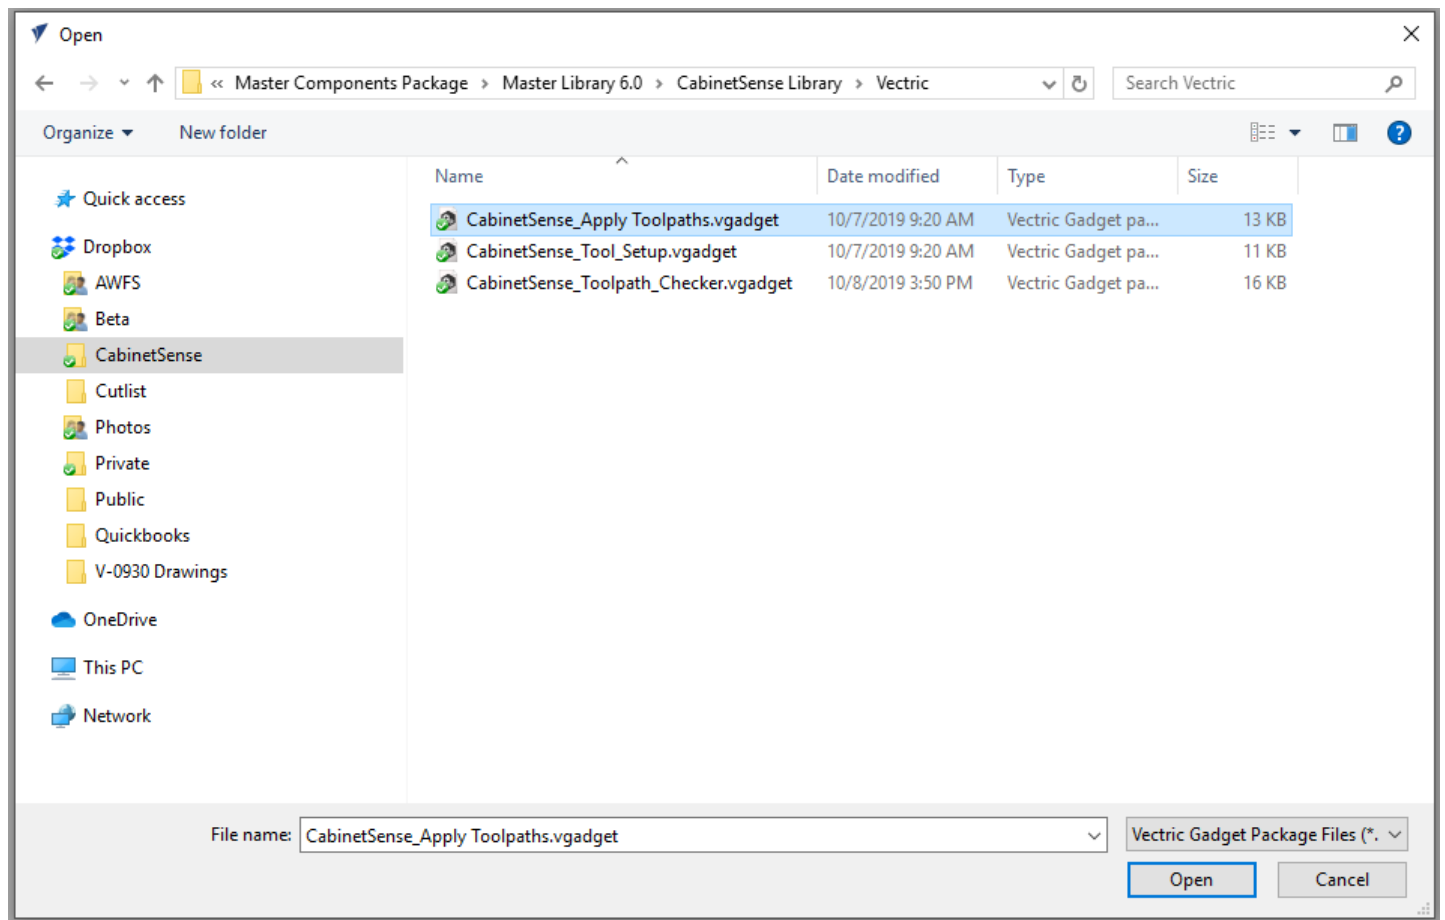 Open
« Master Components Package › Master Library 6.0 › CabinetSense Library › Vectric
Search Vectric
Organize
New folder
Name Date modified Type Size
Quick access
Dropbox
AWFS
Beta
CabinetSense
Cutlist
Photos
Private
Public
Quickbooks
V-0930 Drawings
OneDrive
This PC
Network
CabinetSense_Apply Toolpaths.vgadget 10/7/2019 9:20 AM Vectric Gadget pa... 13 KB
CabinetSense_Tool_Setup.vgadget 10/7/2019 9:20 AM Vectric Gadget pa... 11 KB
CabinetSense_Toolpath_Checker.vgadget 10/8/2019 3:50 PM Vectric Gadget pa... 16 KB
File name: CabinetSense_Apply Toolpaths.vgadget
Vectric Gadget Package Files (*.
Open
Cancel